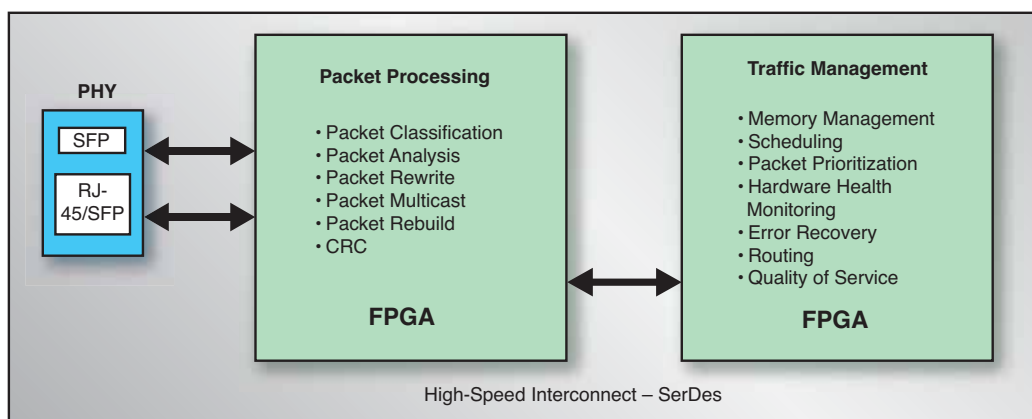 PHY
SFP
RJ-
45/SFP
Packet Processing
• Packet Classification
• Packet Analysis
• Packet Rewrite
• Packet Multicast
• Packet Rebuild
• CRC
FPGA
Traffic Management
• Memory Management
• Scheduling
• Packet Prioritization
• Hardware Health
Monitoring
• Error Recovery
• Routing
• Quality of Service
FPGA
High-Speed Interconnect – SerDes